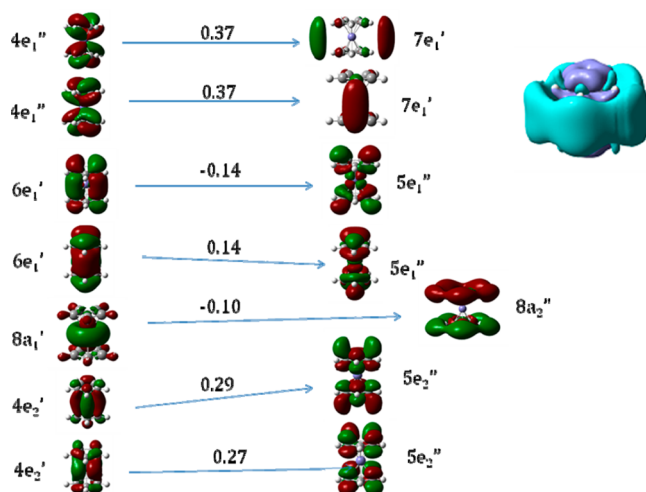 4e₁" 0.37 7e₁'
4e₁" 0.37 7e₁'
6e₁' -0.14 5e₁"
6e₁' 0.14 5e₁"
8a₁' -0.10 8a₂"
4e₂' 0.29 5e₂"
4e₂' 0.27 5e₂"